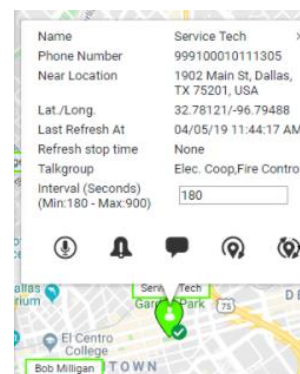 Name Service Tech
Phone Number 999100010111305
Near Location 1902 Main St, Dallas,
TX 75201, USA
Lat./Long. 32.78121/-96.79488
Last Refresh At 04/05/19 11:44:17 AM
Refresh stop time None
Talkgroup Elec. Coop,Fire Contro
Interval (Seconds) 180
(Min:180 - Max:900)
Serv Tech
Gar Park
75
El Centro
College
Bob Milligan TOWN